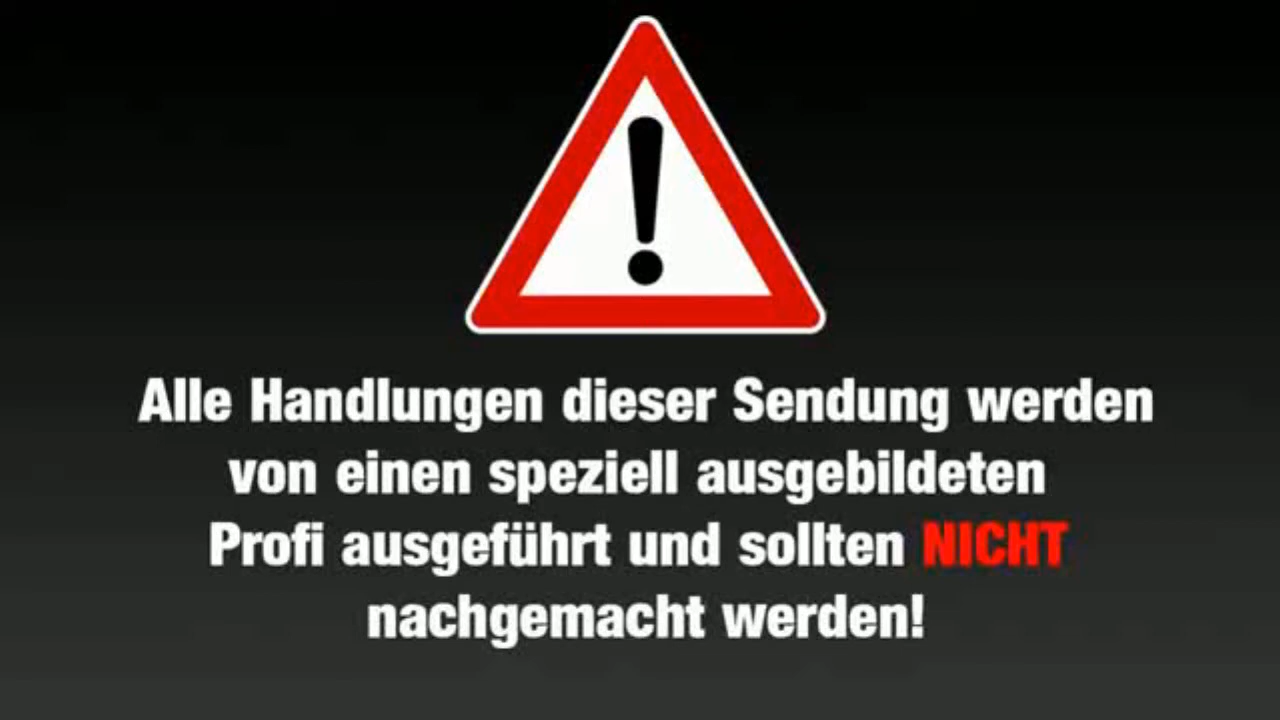 Alle Handlungen dieser Sendung werden
von einen speziell ausgebildeten
Profi ausgeführt und sollten NICHT
nachgemacht werden!